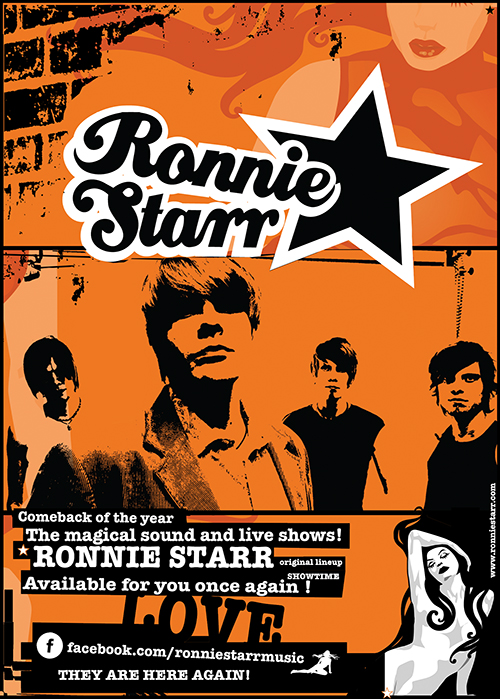 Ronnie
Starr
Comeback of the year
The magical sound and live shows!
RONNIE STARR original lineup
SHOWTIME
Available for you once again !
LOVE
f facebook.com/ronniestarrmusic
THEY ARE HERE AGAIN!
www.ronniestarr.com